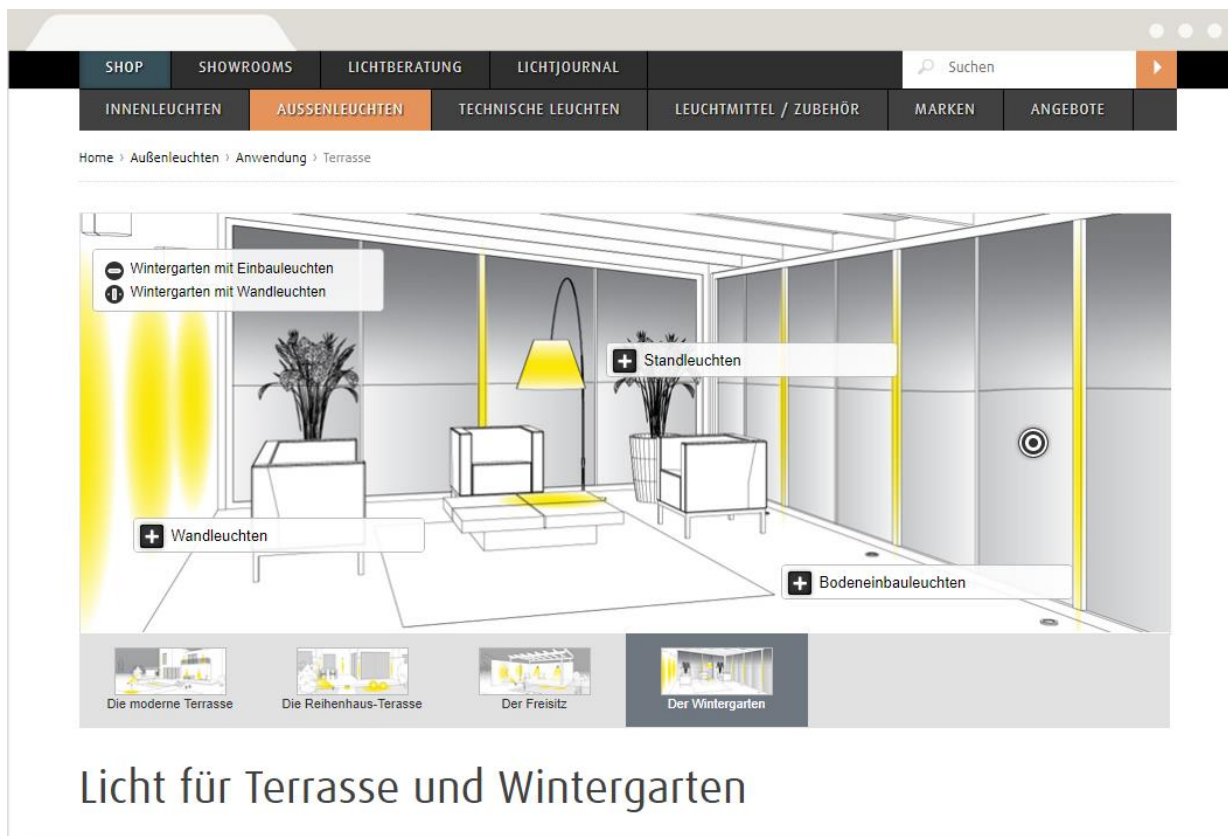 SHOP SHOWROOMS LICHTBERATUNG LICHTJOURNAL Suchen
INNENLEUCHTEN AUSSENLEUCHTEN TECHNISCHE LEUCHTEN LEUCHTMITTEL / ZUBEHÖR MARKEN ANGEBOTE
Home › Außenleuchten › Anwendung › Terrasse
Wintergarten mit Einbauleuchten
Wintergarten mit Wandleuchten
Standleuchten
Wandleuchten
Bodeneinbauleuchten
Die moderne Terrasse Die Reihenhaus-Terasse Der Freisitz Der Wintergarten
Licht für Terrasse und Wintergarten